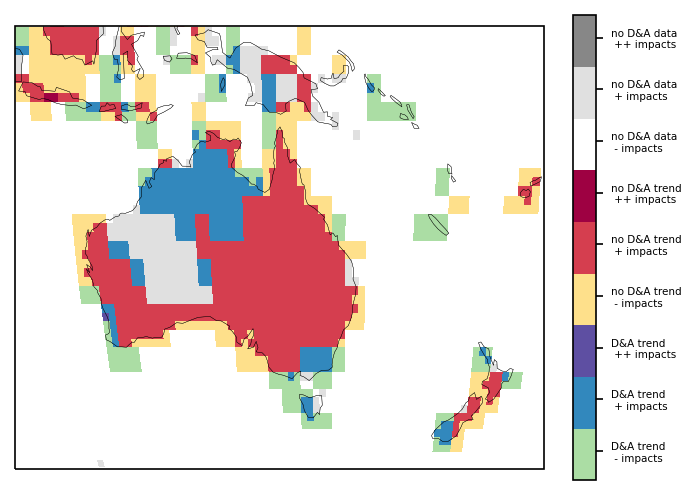 no D&A data
++ impacts
no D&A data
+ impacts
no D&A data
- impacts
no D&A trend
++ impacts
no D&A trend
+ impacts
no D&A trend
- impacts
D&A trend
++ impacts
D&A trend
+ impacts
D&A trend
- impacts